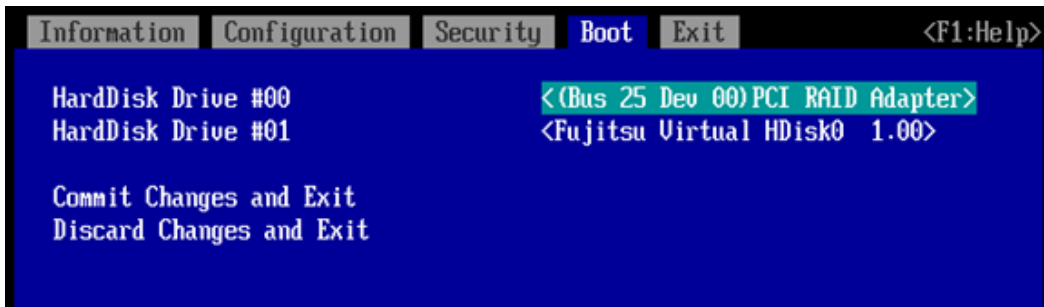 Information Configuration Security Boot Exit <F1:Help>
HardDisk Drive #00 <(Bus 25 Dev 00)PCI RAID Adapter>
HardDisk Drive #01 <Fujitsu Virtual HDisk0 1.00>
Commit Changes and Exit
Discard Changes and Exit